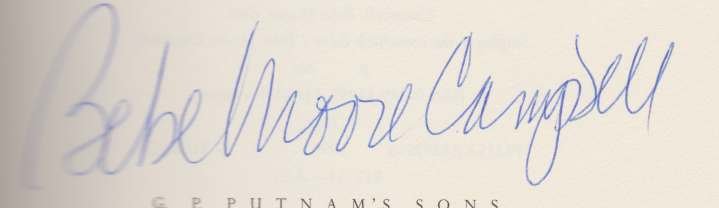 Bebe Moore Campbell
G P PUTNAM'S SONS